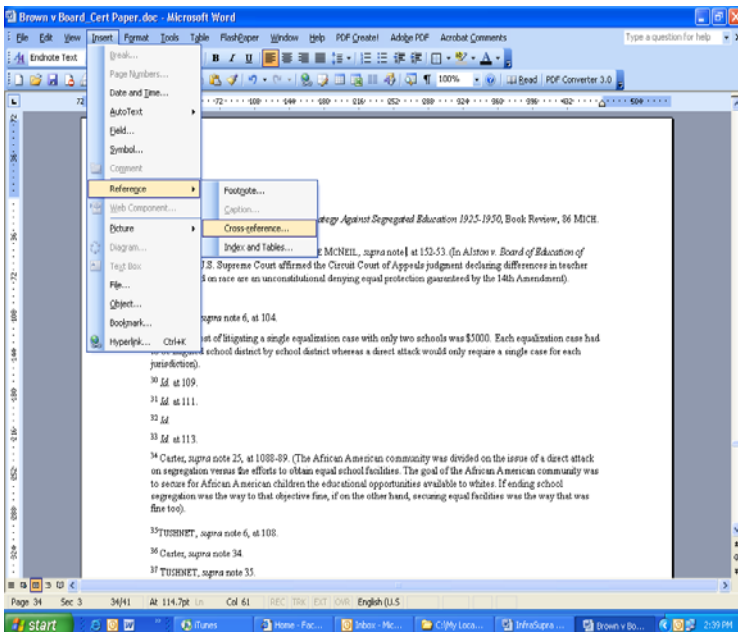 Brown v Board_Cert Paper.doc - Microsoft Word
File Edit View Insert Format Tools Table FlashPaper Window Help PDF Create! Adobe PDF Acrobat Comments Type a question for help
Endnote Text B I U
100% Read PDF Converter 3.0
Break...
Page Numbers...
Date and Time...
AutoText
Field...
Symbol...
Comment
Reference
Web Component...
Picture
Diagram...
Text Box
File...
Object...
Bookmark...
Hyperlink... Ctrl+K
Footnote...
Caption...
Cross-reference...
Index and Tables...
ategy Against Segregated Education 1925-1950, Book Review, 86 MICH.
E MCNEIL, supra note at 152-53. (In Alston v. Board of Education of
U.S. Supreme Court affirmed the Circuit Court of Appeals judgment declaring differences in teacher
d on race are an unconstitutional denying equal protection guaranteed by the 14th Amendment).
supra note 6, at 104.
ost of litigating a single equalization case with only two schools was $5000. Each equalization case had
school district by school district whereas a direct attack would only require a single case for each
jurisdiction).
30 Id. at 109.
31 Id. at 111.
32 Id.
33 Id. at 113.
34 Carter, supra note 25, at 1088-89. (The African American community was divided on the issue of a direct attack
on segregation versus the efforts to obtain equal school facilities. The goal of the African American community was
to secure for African American children the educational opportunities available to whites. If ending school
segregation was the way to that objective fine, if on the other hand, securing equal facilities was the way that was
fine too).
35 TUSHNET, supra note 6, at 108.
36 Carter, supra note 34.
37 TUSHNET, supra note 35.
Page 34 Sec 3 34/41 At 114.7pt Ln Col 61 REC TRK EXT OVR English (U.S
start iTunes Home - Fac... Inbox - Mic... C:\My Loca... InfraSupra ... Brown v Bo... 2:39 PM